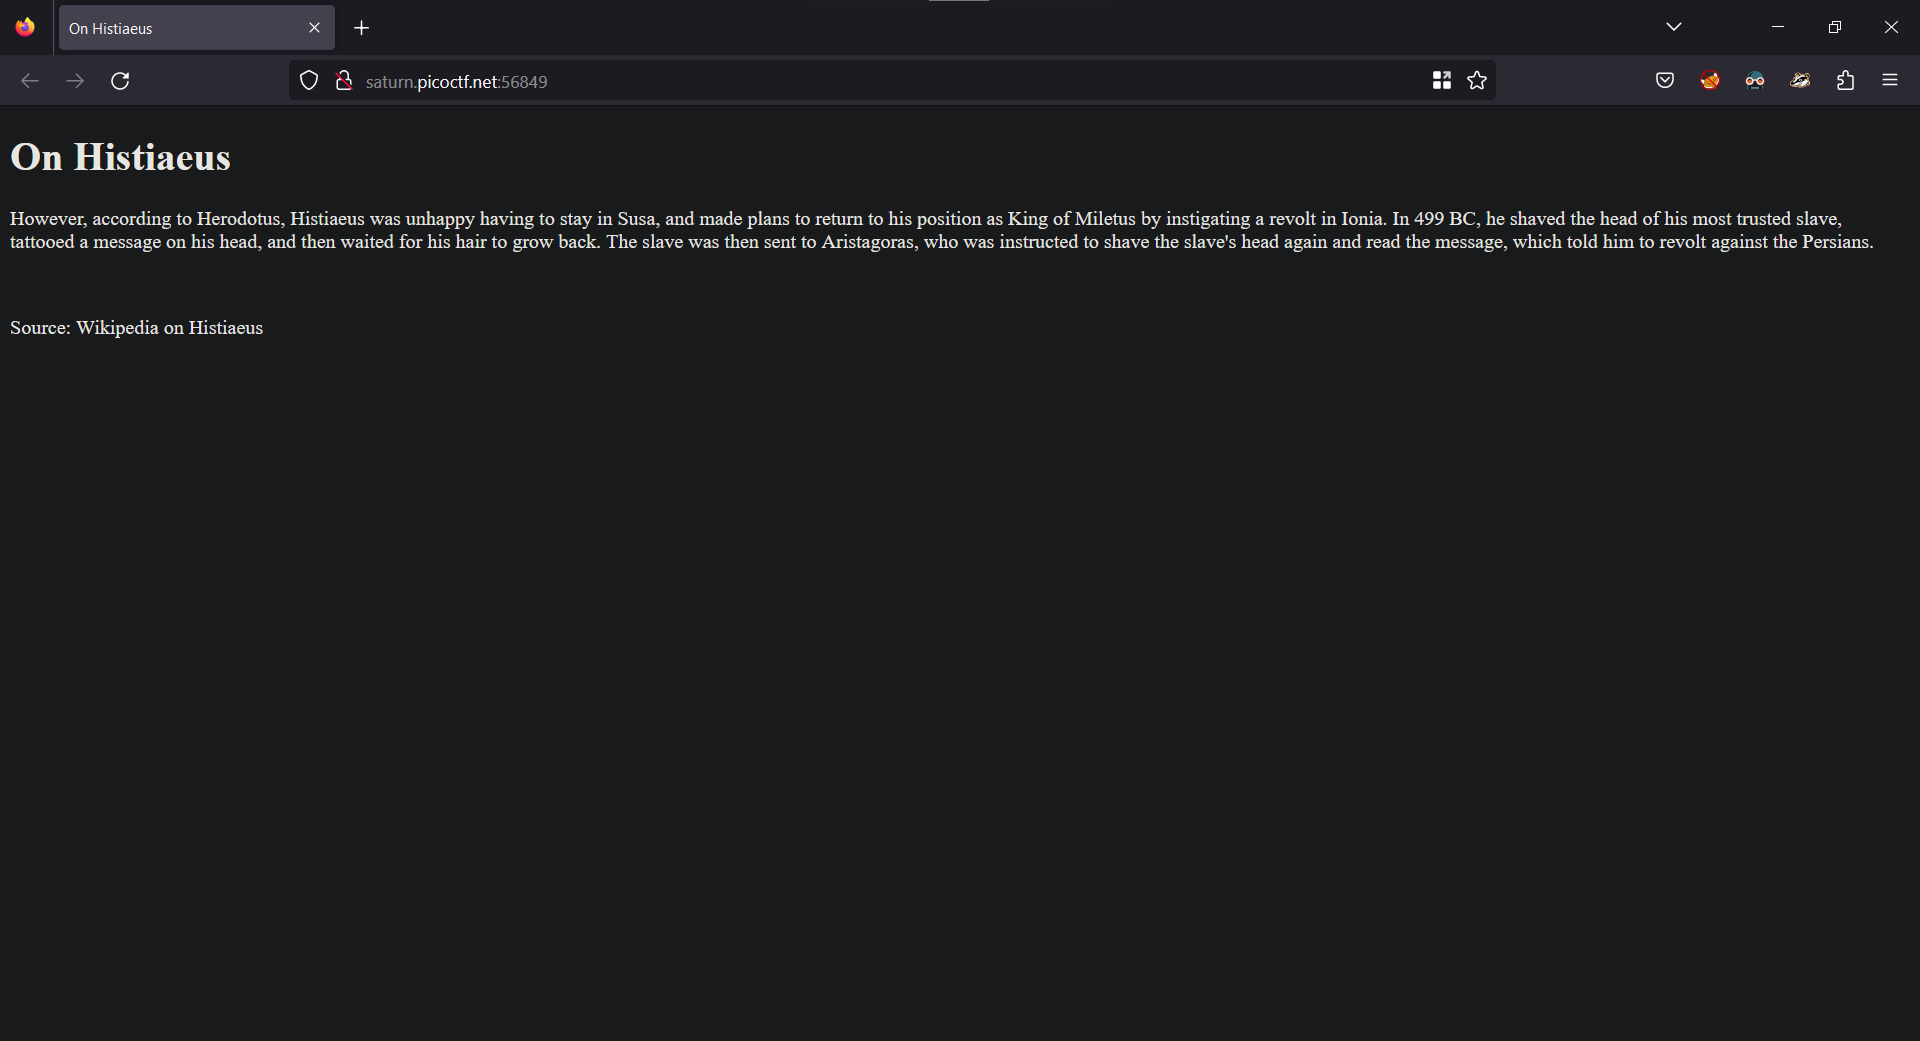 On Histiaeus
saturn.picoctf.net:56849
On Histiaeus
However, according to Herodotus, Histiaeus was unhappy having to stay in Susa, and made plans to return to his position as King of Miletus by instigating a revolt in Ionia. In 499 BC, he shaved the head of his most trusted slave,
tattooed a message on his head, and then waited for his hair to grow back. The slave was then sent to Aristagoras, who was instructed to shave the slave's head again and read the message, which told him to revolt against the Persians.
Source: Wikipedia on Histiaeus